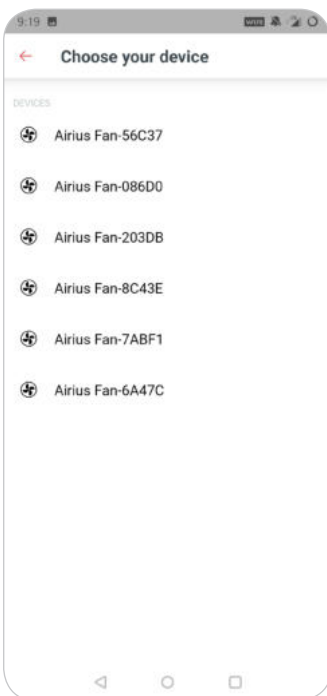 9:19
Choose your device
DEVICES
Airius Fan-56C37
Airius Fan-086D0
Airius Fan-203DB
Airius Fan-8C43E
Airius Fan-7ABF1
Airius Fan-6A47C